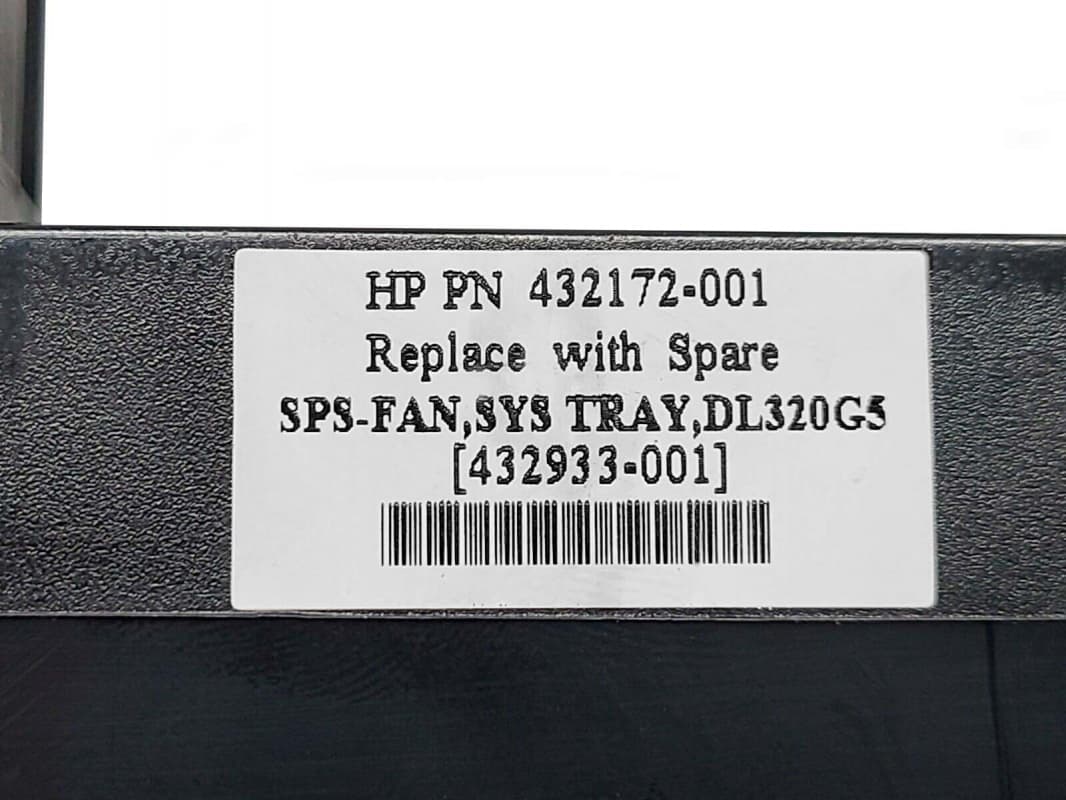 HP PN 432172-001
Replace with Spare
SPS-FAN,SYS TRAY,DL320G5
[432933-001]